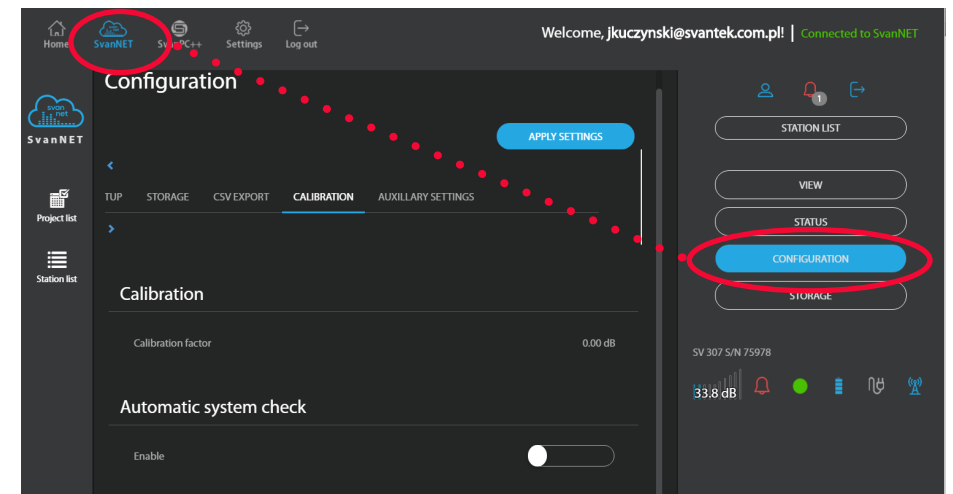 Home
SvanNET
SvanPC++
Settings
Log out
Welcome, jkuczynski@svantek.com.pl! | Connected to SvanNET
svan
net
SvanNET
Project list
Station list
Configuration
APPLY SETTINGS
<
TUP STORAGE CSV EXPORT CALIBRATION AUXILLARY SETTINGS
>
Calibration
Calibration factor 0.00 dB
Automatic system check
Enable
1
STATION LIST
VIEW
STATUS
CONFIGURATION
STORAGE
SV 307 S/N 75978
33.8 dB